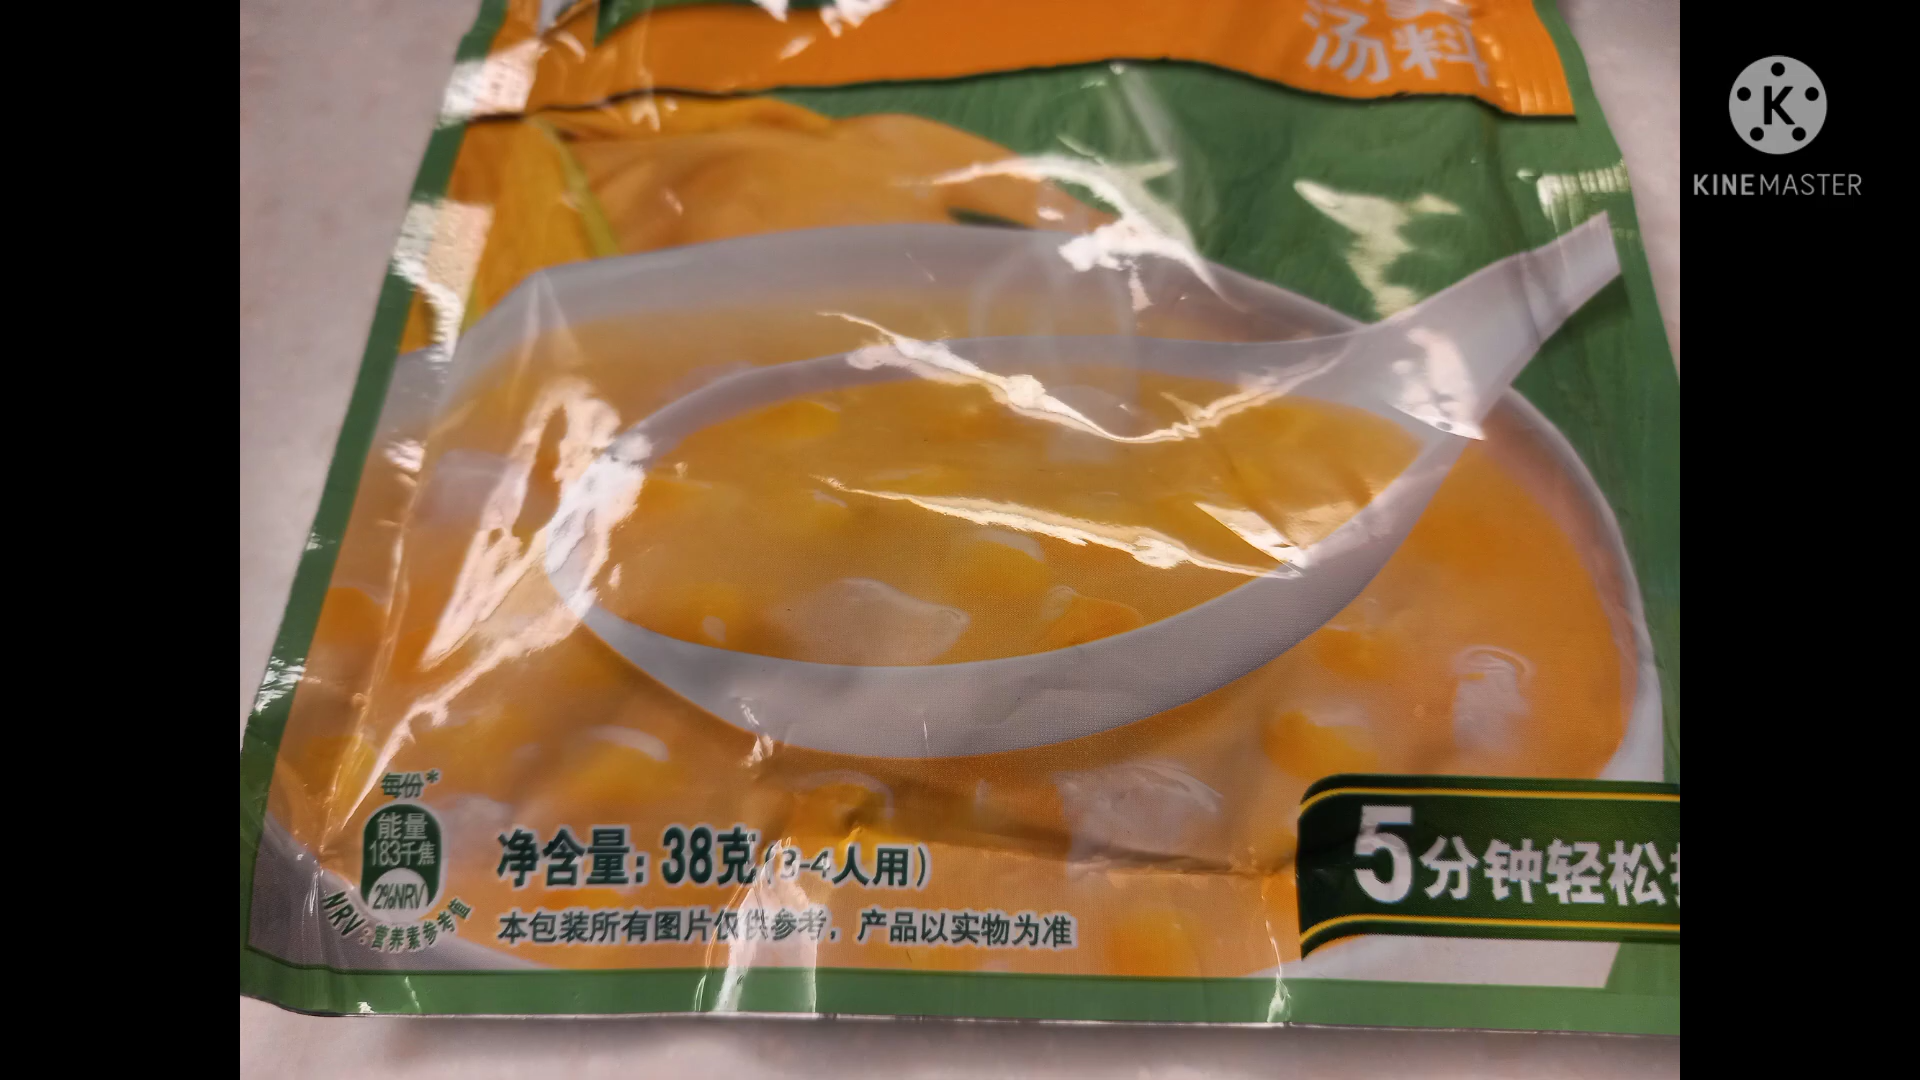 汤料
K
KINEMASTER
每份*
能量
183千焦
2%NRV
NRV:营养素参考值
净含量: 38克(3-4人用)
本包装所有图片仅供参考，产品以实物为准
5分钟轻松